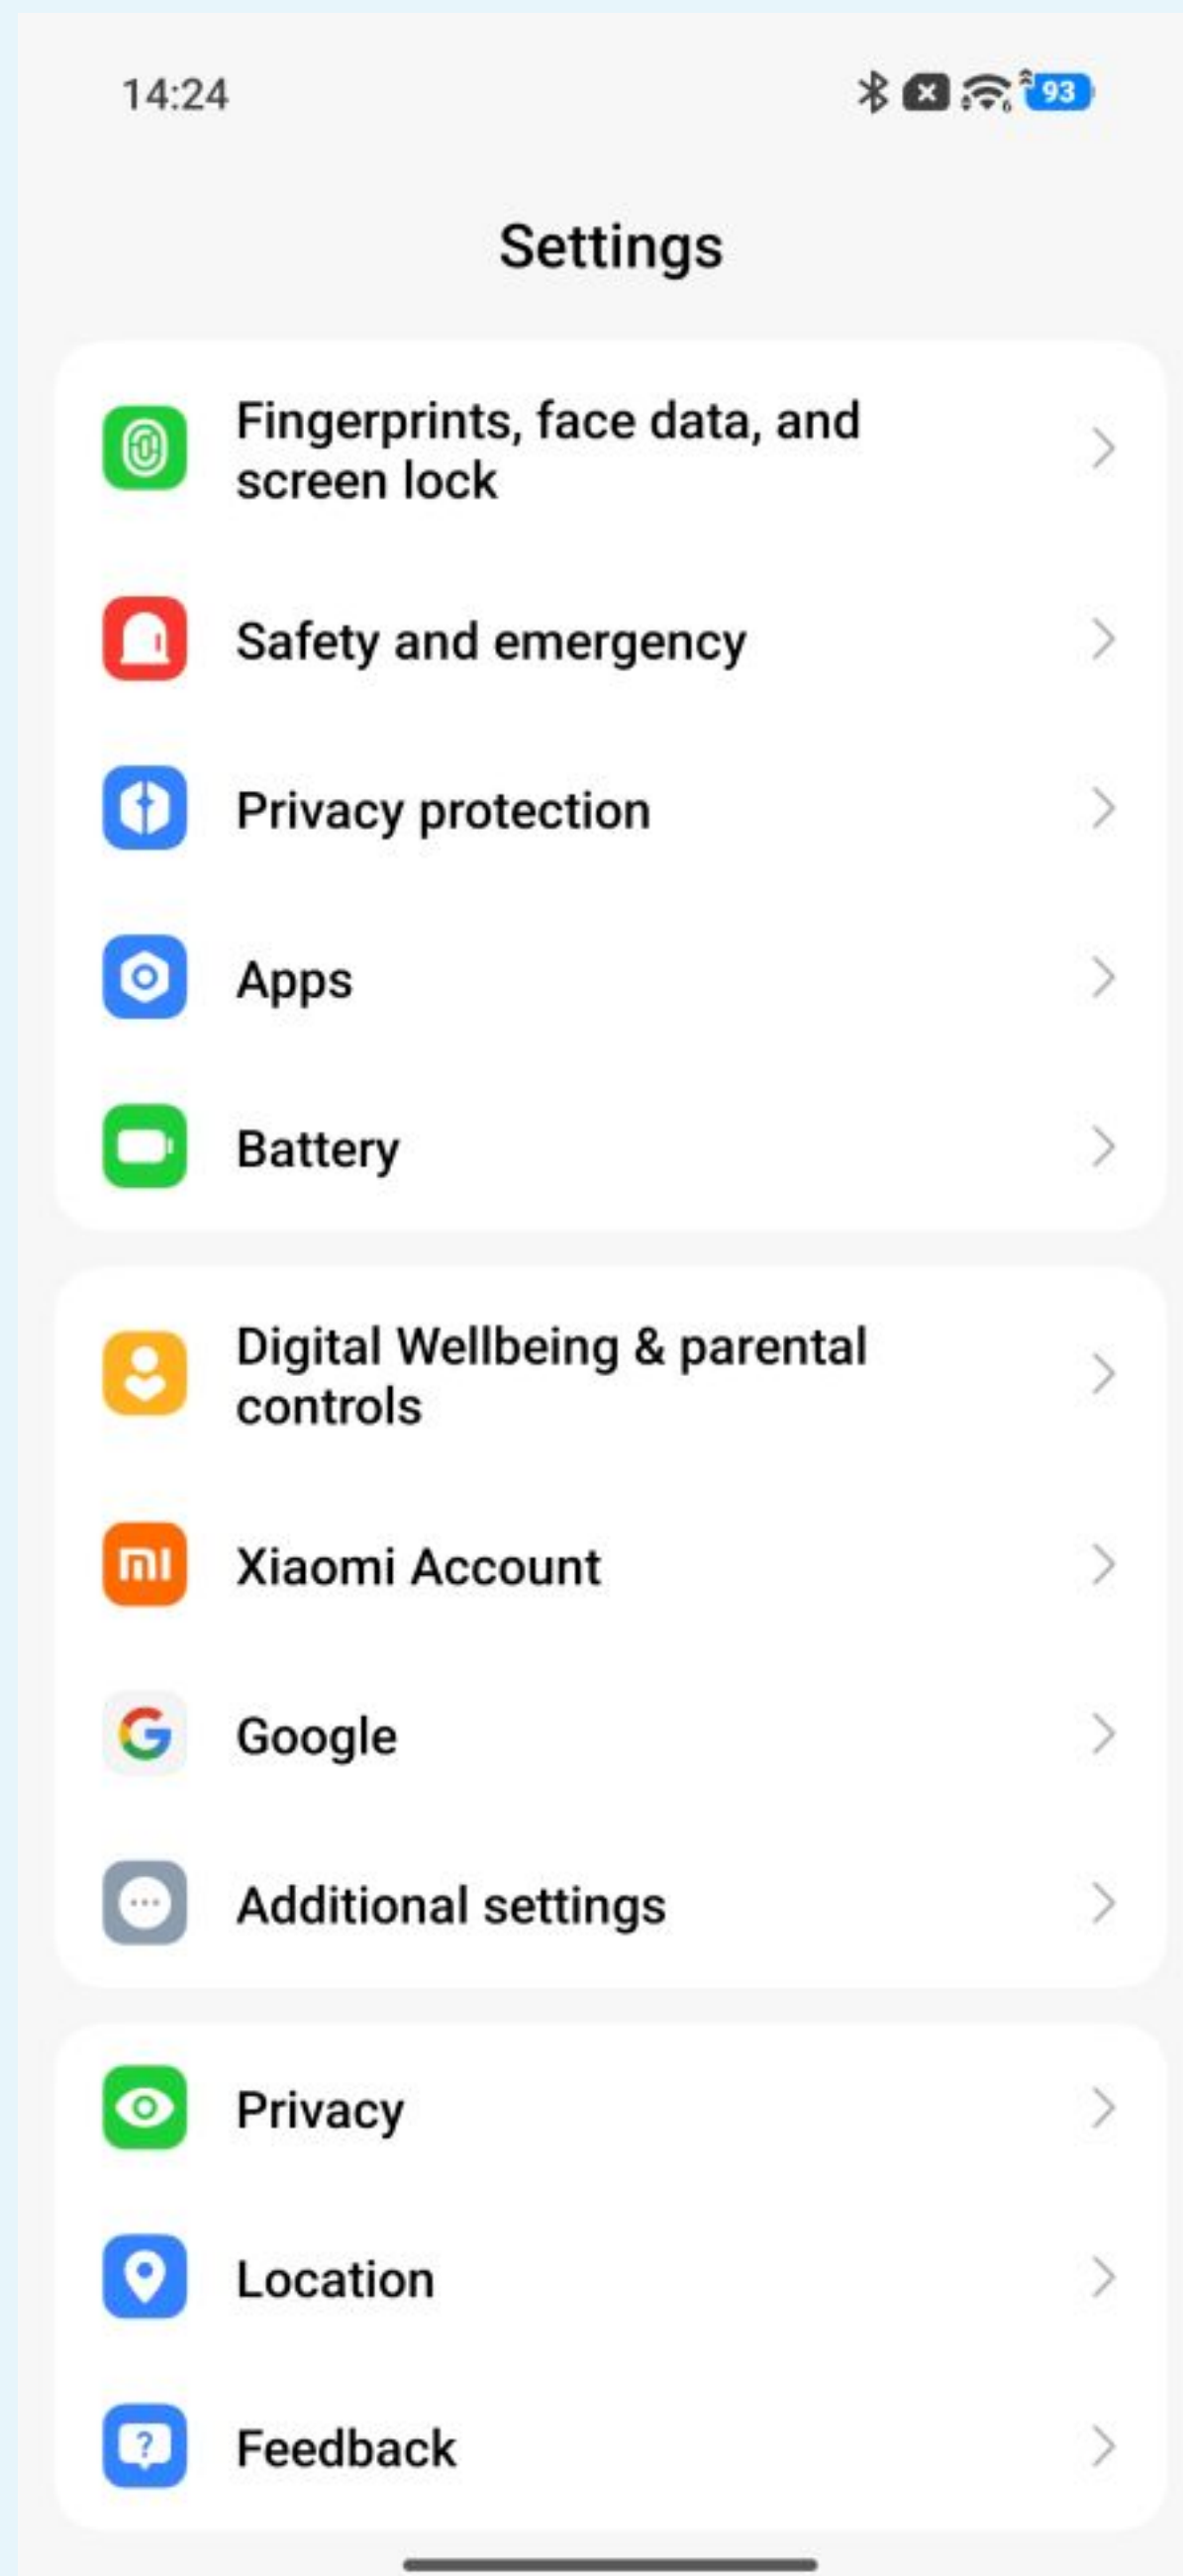 14:24
93
Settings
Fingerprints, face data, and
screen lock
Safety and emergency
Privacy protection
Apps
Battery
Digital Wellbeing & parental
controls
Xiaomi Account
Google
Additional settings
Privacy
Location
Feedback